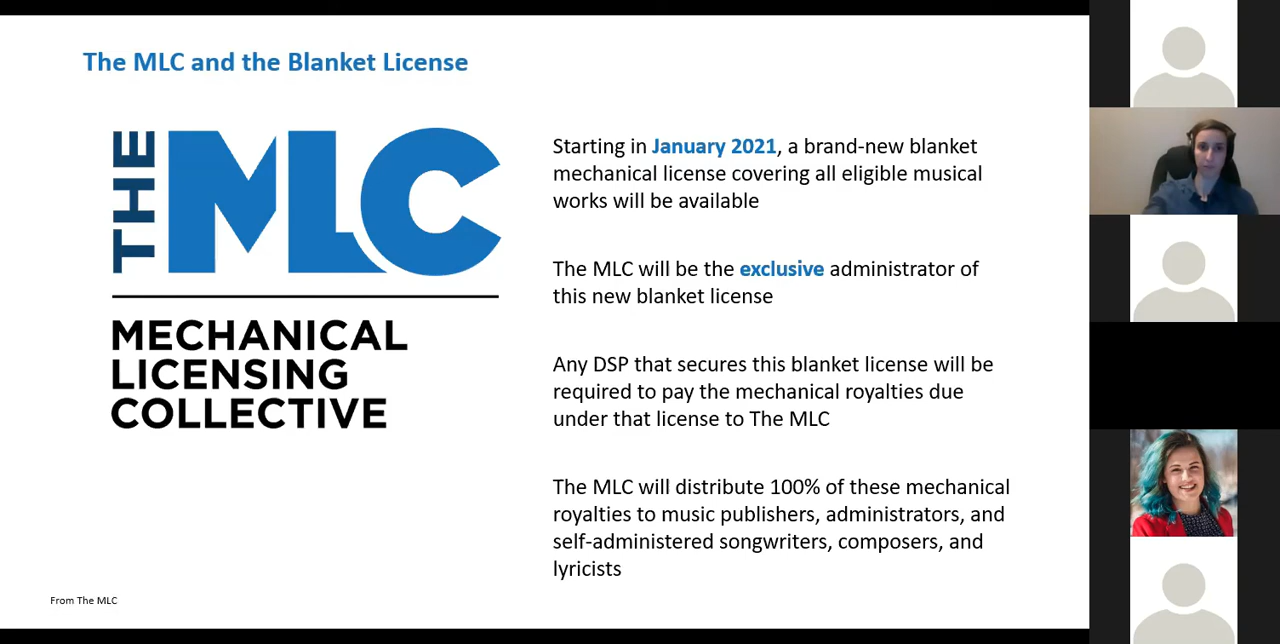 The MLC and the Blanket License
THE MLC
MECHANICAL
LICENSING
COLLECTIVE
Starting in January 2021, a brand-new blanket
mechanical license covering all eligible musical
works will be available
The MLC will be the exclusive administrator of
this new blanket license
Any DSP that secures this blanket license will be
required to pay the mechanical royalties due
under that license to The MLC
The MLC will distribute 100% of these mechanical
royalties to music publishers, administrators, and
self-administered songwriters, composers, and
lyricists
From The MLC